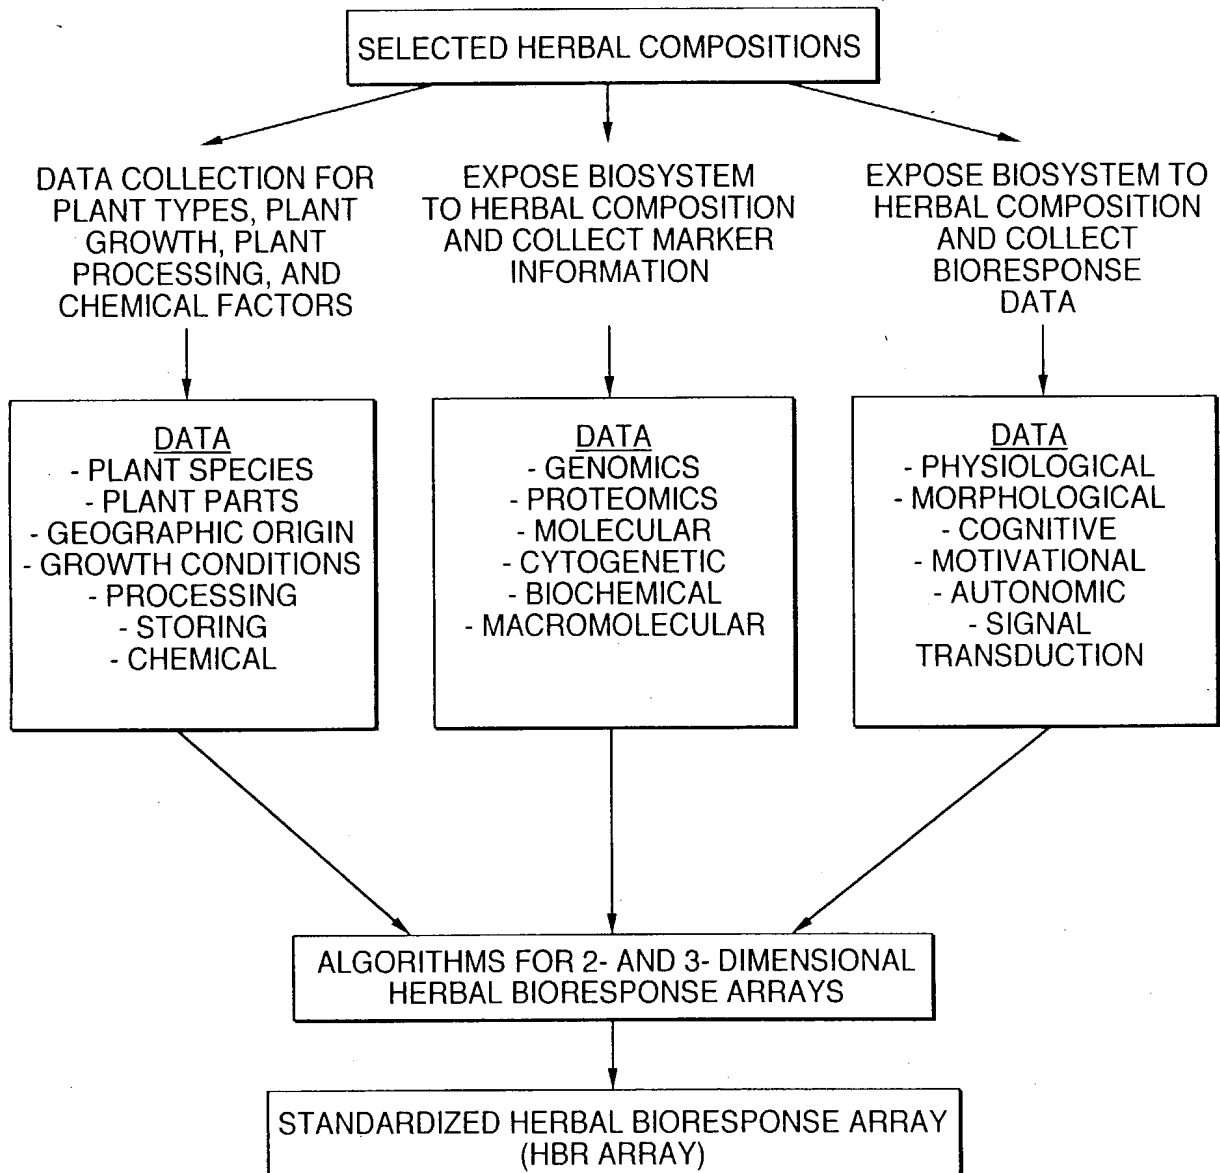 SELECTED HERBAL COMPOSITIONS
DATA COLLECTION FOR
PLANT TYPES, PLANT
GROWTH, PLANT
PROCESSING, AND
CHEMICAL FACTORS
EXPOSE BIOSYSTEM
TO HERBAL COMPOSITION
AND COLLECT MARKER
INFORMATION
EXPOSE BIOSYSTEM TO
HERBAL COMPOSITION
AND COLLECT
BIORESPONSE
DATA
DATA
- PLANT SPECIES
- PLANT PARTS
- GEOGRAPHIC ORIGIN
- GROWTH CONDITIONS
- PROCESSING
- STORING
- CHEMICAL
DATA
- GENOMICS
- PROTEOMICS
- MOLECULAR
- CYTOGENETIC
- BIOCHEMICAL
- MACROMOLECULAR
DATA
- PHYSIOLOGICAL
- MORPHOLOGICAL
- COGNITIVE
- MOTIVATIONAL
- AUTONOMIC
- SIGNAL
TRANSDUCTION
ALGORITHMS FOR 2- AND 3- DIMENSIONAL
HERBAL BIORESPONSE ARRAYS
STANDARDIZED HERBAL BIORESPONSE ARRAY
(HBR ARRAY)